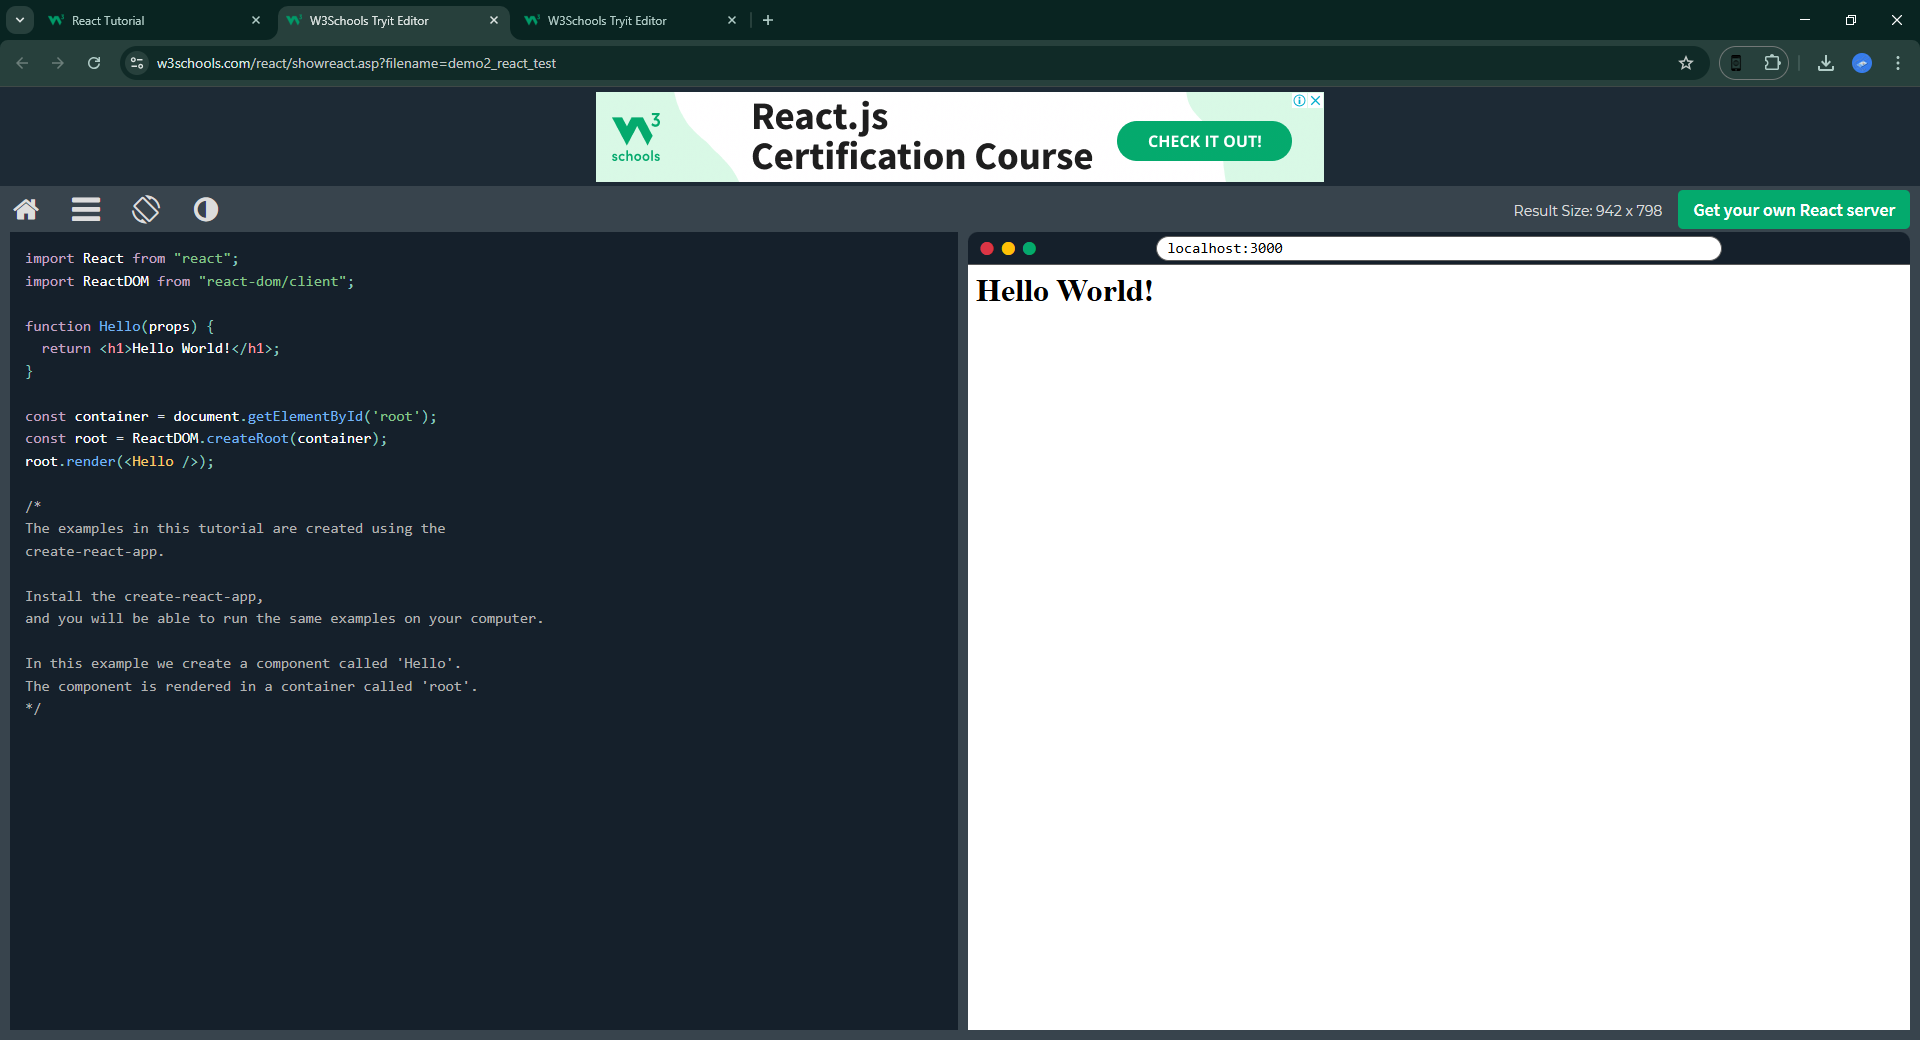 React Tutorial
W3Schools Tryit Editor
W3Schools Tryit Editor
w3schools.com/react/showreact.asp?filename=demo2_react_test
W3
schools
React.js
Certification Course
CHECK IT OUT!
Result Size: 942 x 798
Get your own React server
import React from "react";
import ReactDOM from "react-dom/client";
function Hello(props) {
  return <h1>Hello World!</h1>;
}
const container = document.getElementById('root');
const root = ReactDOM.createRoot(container);
root.render(<Hello />);
/*
The examples in this tutorial are created using the
create-react-app.
Install the create-react-app,
and you will be able to run the same examples on your computer.
In this example we create a component called 'Hello'.
The component is rendered in a container called 'root'.
*/
localhost:3000
Hello World!